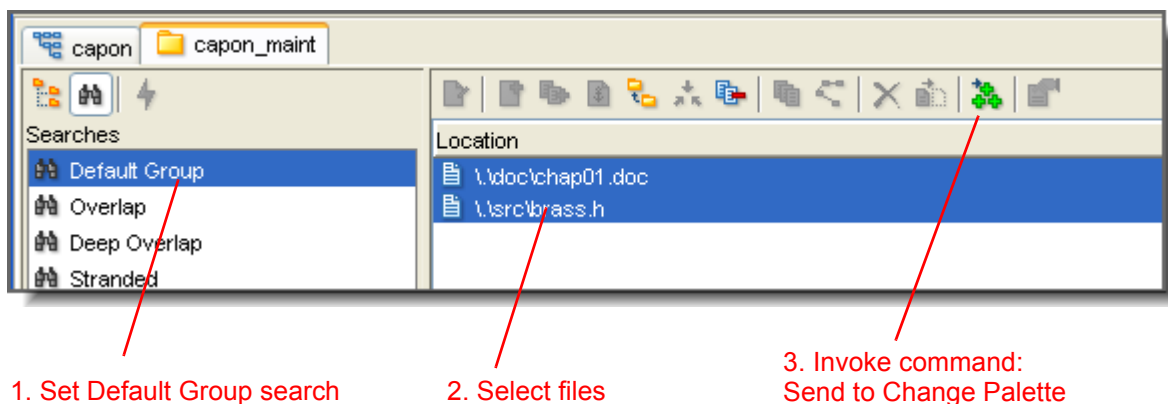 capon capon_maint
Searches
Location
Default Group
\.\doc\chap01.doc
Overlap
\.\src\brass.h
Deep Overlap
Stranded
1. Set Default Group search
2. Select files
3. Invoke command:
Send to Change Palette